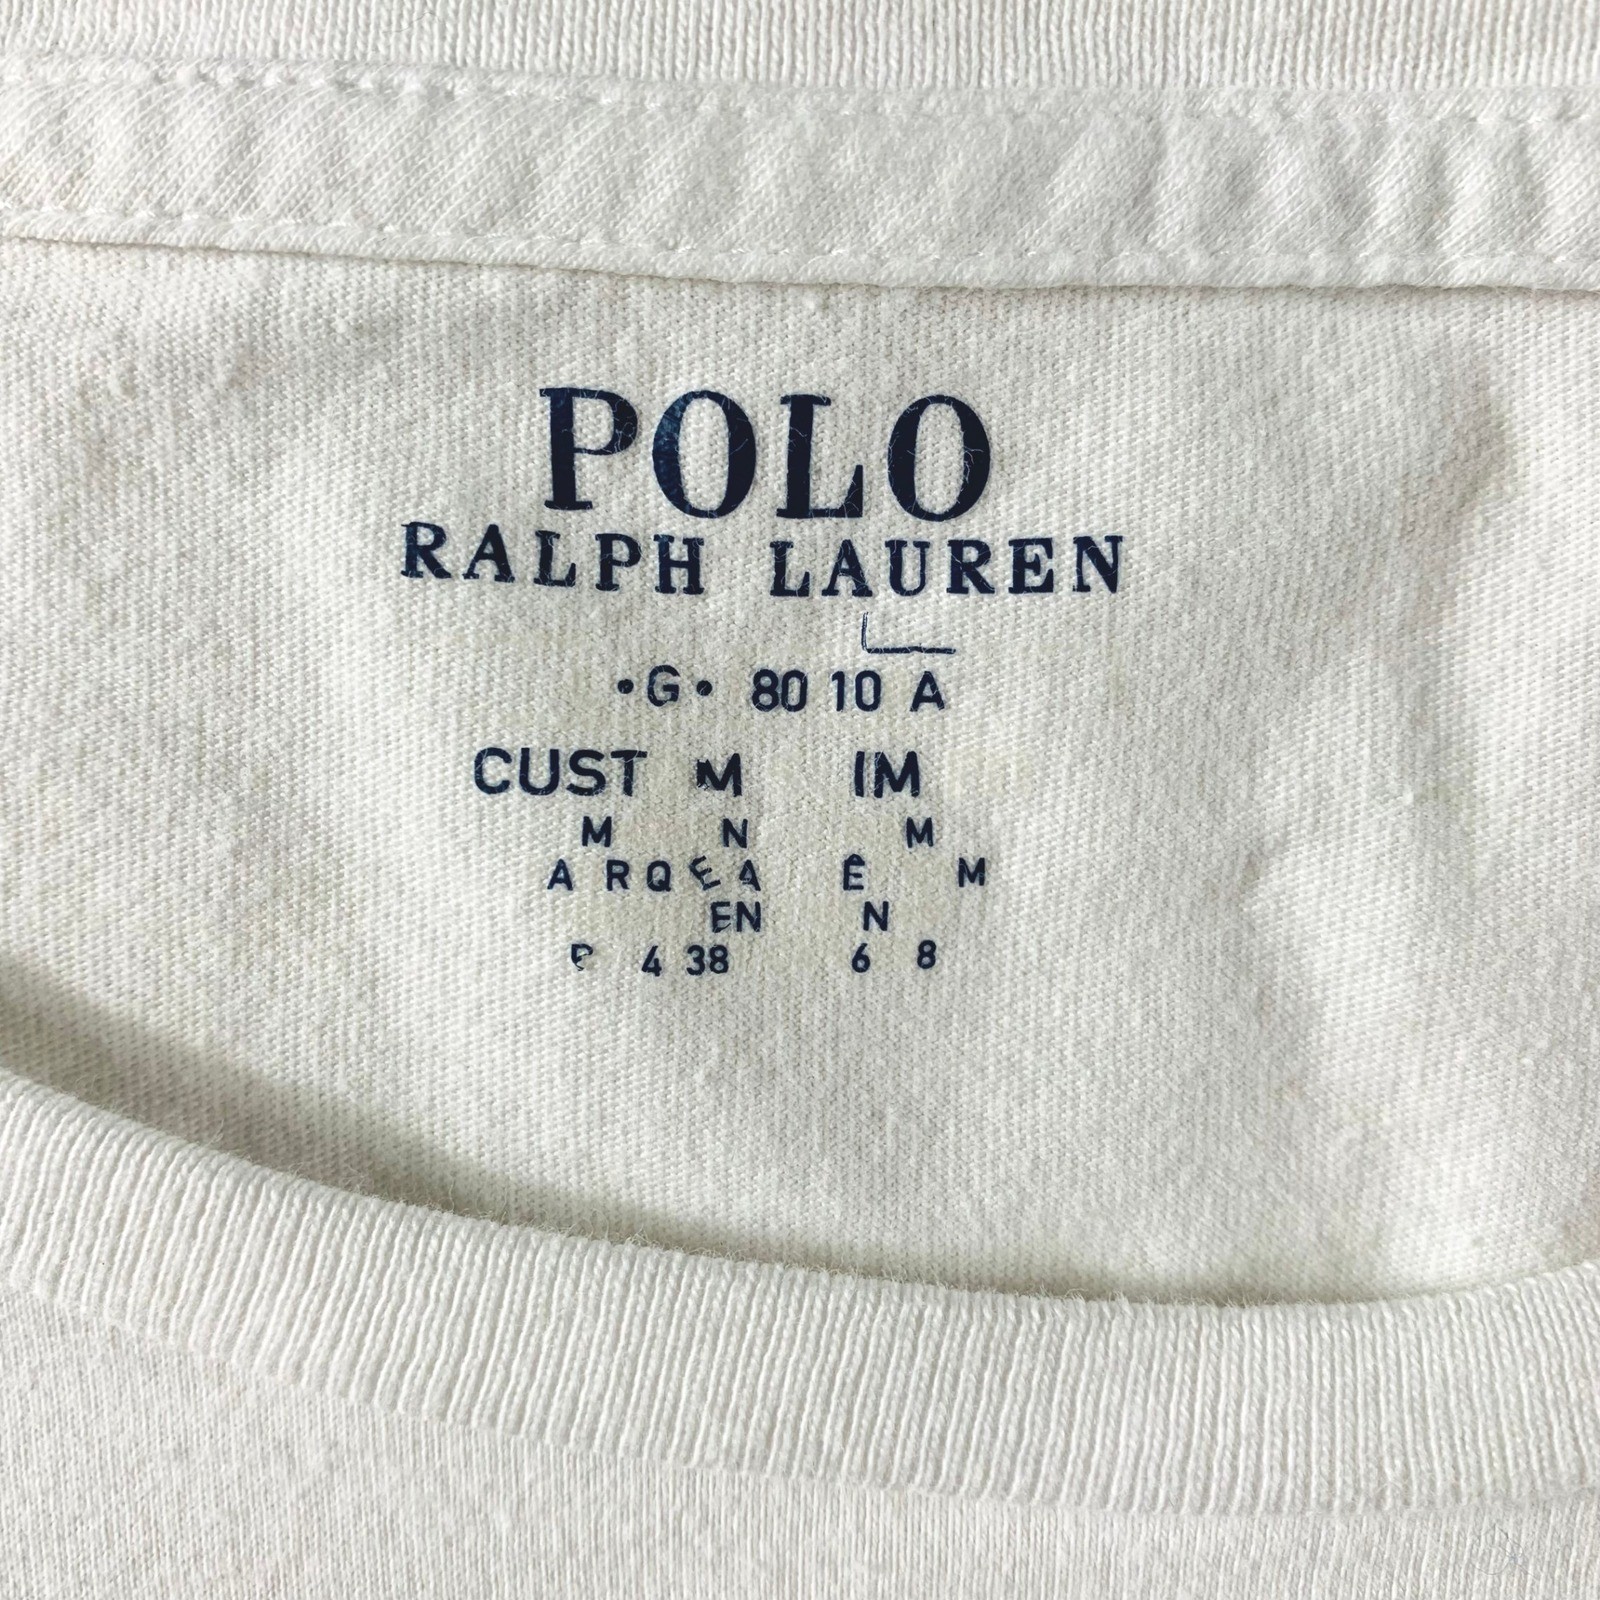 POLO
RALPH LAUREN
L
•G• 80 10 A
CUST M IM
M N M
A RQEA Ê M
EN N
4 38 6 8